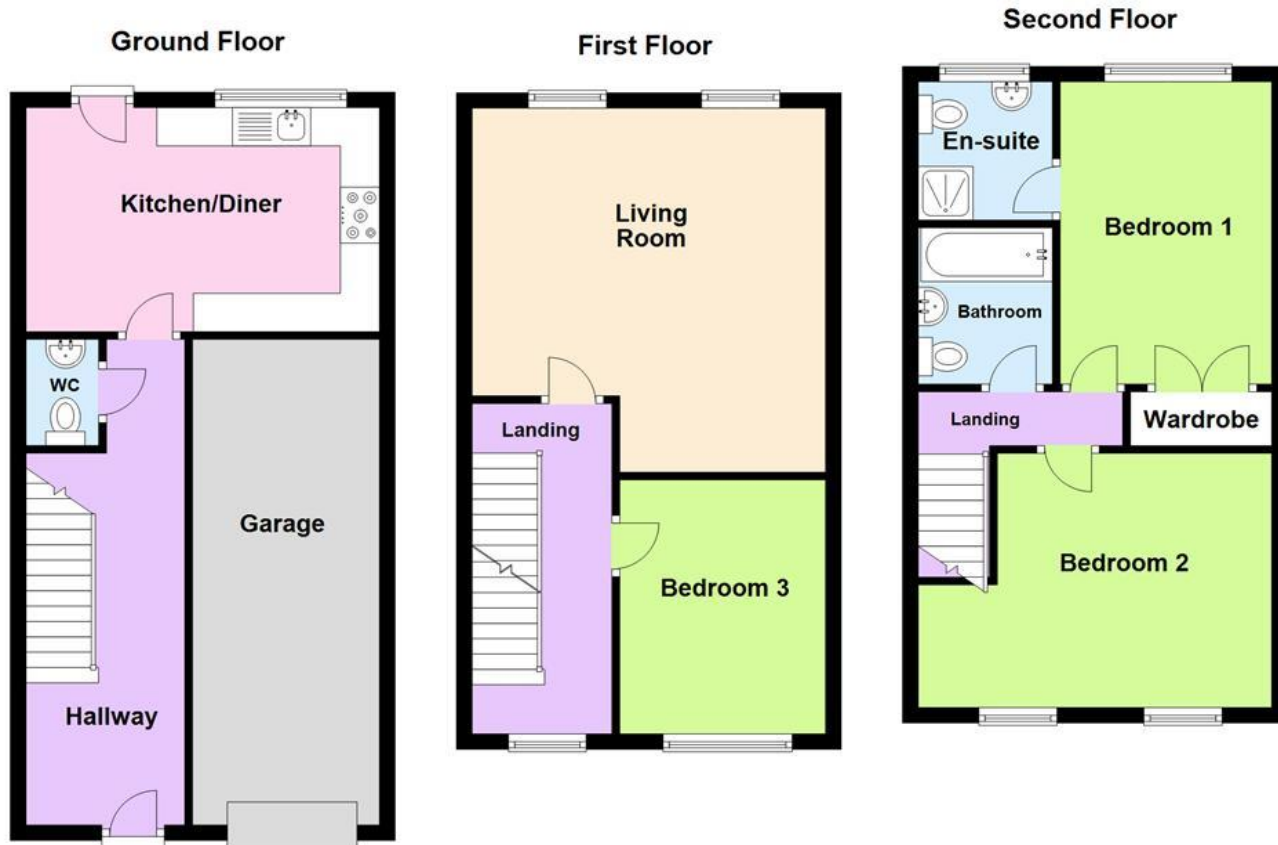 Ground Floor
Kitchen/Diner
WC
Garage
Hallway
First Floor
Living
Room
Landing
Bedroom 3
Second Floor
En-suite
Bedroom 1
Bathroom
Landing
Wardrobe
Bedroom 2